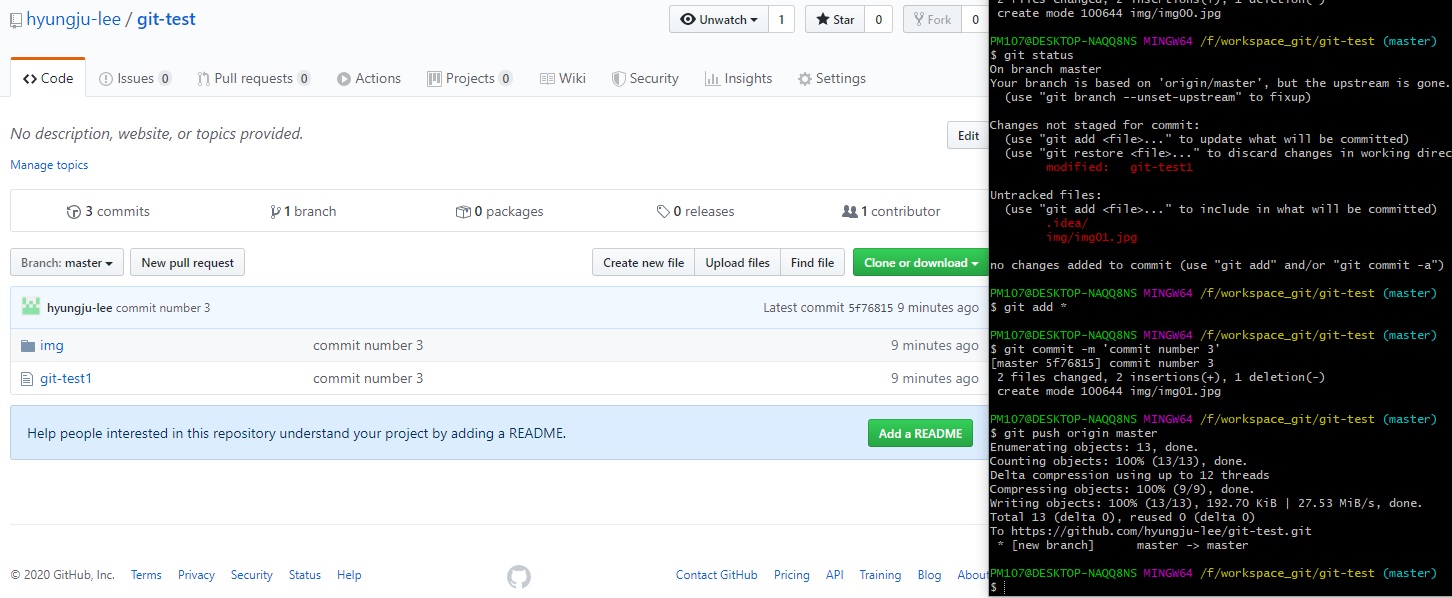 hyungju-lee / git-test
Unwatch 1 Star 0 Fork 0
Code Issues 0 Pull requests 0 Actions Projects 0 Wiki Security Insights Settings
No description, website, or topics provided.
Edit
Manage topics
3 commits 1 branch 0 packages 0 releases 1 contributor
Branch: master New pull request Create new file Upload files Find file Clone or download
hyungju-lee commit number 3 Latest commit 5f76815 9 minutes ago
img commit number 3 9 minutes ago
git-test1 commit number 3 9 minutes ago
Help people interested in this repository understand your project by adding a README. Add a README
© 2020 GitHub, Inc. Terms Privacy Security Status Help Contact GitHub Pricing API Training Blog About
2 files changed, 2 insertions(+), 1 deletion(-)
create mode 100644 img/img00.jpg
PM107@DESKTOP-NAQQ8NS MINGW64 /f/workspace_git/git-test (master)
$ git status
On branch master
Your branch is based on 'origin/master', but the upstream is gone.
(use "git branch --unset-upstream" to fixup)
Changes not staged for commit:
(use "git add <file>..." to update what will be committed)
(use "git restore <file>..." to discard changes in working direc
modified: git-test1
Untracked files:
(use "git add <file>..." to include in what will be committed)
.idea/
img/img01.jpg
no changes added to commit (use "git add" and/or "git commit -a")
PM107@DESKTOP-NAQQ8NS MINGW64 /f/workspace_git/git-test (master)
$ git add *
PM107@DESKTOP-NAQQ8NS MINGW64 /f/workspace_git/git-test (master)
$ git commit -m 'commit number 3'
[master 5f76815] commit number 3
2 files changed, 2 insertions(+), 1 deletion(-)
create mode 100644 img/img01.jpg
PM107@DESKTOP-NAQQ8NS MINGW64 /f/workspace_git/git-test (master)
$ git push origin master
Enumerating objects: 13, done.
Counting objects: 100% (13/13), done.
Delta compression using up to 12 threads
Compressing objects: 100% (9/9), done.
Writing objects: 100% (13/13), 192.70 KiB | 27.53 MiB/s, done.
Total 13 (delta 0), reused 0 (delta 0)
To https://github.com/hyungju-lee/git-test.git
* [new branch] master -> master
PM107@DESKTOP-NAQQ8NS MINGW64 /f/workspace_git/git-test (master)
$